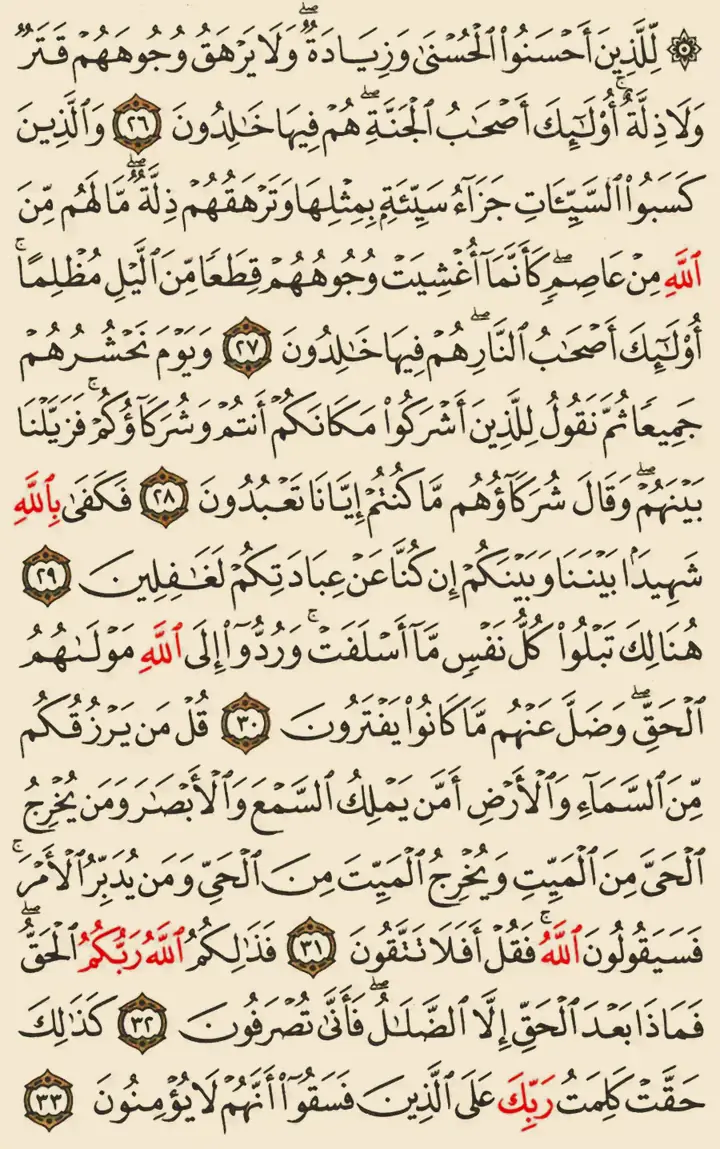 ۞ لِّلَّذِينَ أَحْسَنُوا۟ ٱلْحُسْنَىٰ وَزِيَادَةٌ ۖ وَلَا يَرْهَقُ وُجُوهَهُمْ قَتَرٌ
وَلَا ذِلَّةٌ ۚ أُو۟لَـٰٓئِكَ أَصْحَـٰبُ ٱلْجَنَّةِ ۖ هُمْ فِيهَا خَـٰلِدُونَ ٢٦ وَٱلَّذِينَ
كَسَبُوا۟ ٱلسَّيِّـَٔاتِ جَزَآءُ سَيِّئَةٍۭ بِمِثْلِهَا وَتَرْهَقُهُمْ ذِلَّةٌ ۖ مَّا لَهُم مِّنَ
ٱللَّهِ مِنْ عَاصِمٍ ۖ كَأَنَّمَآ أُغْشِيَتْ وُجُوهُهُمْ قِطَعًا مِّنَ ٱلَّيْلِ مُظْلِمًا ۚ
أُو۟لَـٰٓئِكَ أَصْحَـٰبُ ٱلنَّارِ ۖ هُمْ فِيهَا خَـٰلِدُونَ ٢٧ وَيَوْمَ نَحْشُرُهُمْ
جَمِيعًا ثُمَّ نَقُولُ لِلَّذِينَ أَشْرَكُوا۟ مَكَانَكُمْ أَنتُمْ وَشُرَكَآؤُكُمْ ۚ فَزَيَّلْنَا
بَيْنَهُمْ ۖ وَقَالَ شُرَكَآؤُهُم مَّا كُنتُمْ إِيَّانَا تَعْبُدُونَ ٢٨ فَكَفَىٰ بِٱللَّهِ
شَهِيدًۢا بَيْنَنَا وَبَيْنَكُمْ إِن كُنَّا عَنْ عِبَادَتِكُمْ لَغَـٰفِلِينَ ٢٩
هُنَالِكَ تَبْلُوا۟ كُلُّ نَفْسٍ مَّآ أَسْلَفَتْ ۚ وَرُدُّوٓا۟ إِلَى ٱللَّهِ مَوْلَىٰهُمُ
ٱلْحَقِّ ۖ وَضَلَّ عَنْهُم مَّا كَانُوا۟ يَفْتَرُونَ ٣٠ قُلْ مَن يَرْزُقُكُم
مِّنَ ٱلسَّمَآءِ وَٱلْأَرْضِ أَمَّن يَمْلِكُ ٱلسَّمْعَ وَٱلْأَبْصَـٰرَ وَمَن يُخْرِجُ
ٱلْحَىَّ مِنَ ٱلْمَيِّتِ وَيُخْرِجُ ٱلْمَيِّتَ مِنَ ٱلْحَىِّ وَمَن يُدَبِّرُ ٱلْأَمْرَ ۚ
فَسَيَقُولُونَ ٱللَّهُ ۚ فَقُلْ أَفَلَا تَتَّقُونَ ٣١ فَذَٰلِكُمُ ٱللَّهُ رَبُّكُمُ ٱلْحَقُّ ۖ
فَمَاذَا بَعْدَ ٱلْحَقِّ إِلَّا ٱلضَّلَـٰلُ ۖ فَأَنَّىٰ تُصْرَفُونَ ٣٢ كَذَٰلِكَ
حَقَّتْ كَلِمَتُ رَبِّكَ عَلَى ٱلَّذِينَ فَسَقُوٓا۟ أَنَّهُمْ لَا يُؤْمِنُونَ ٣٣